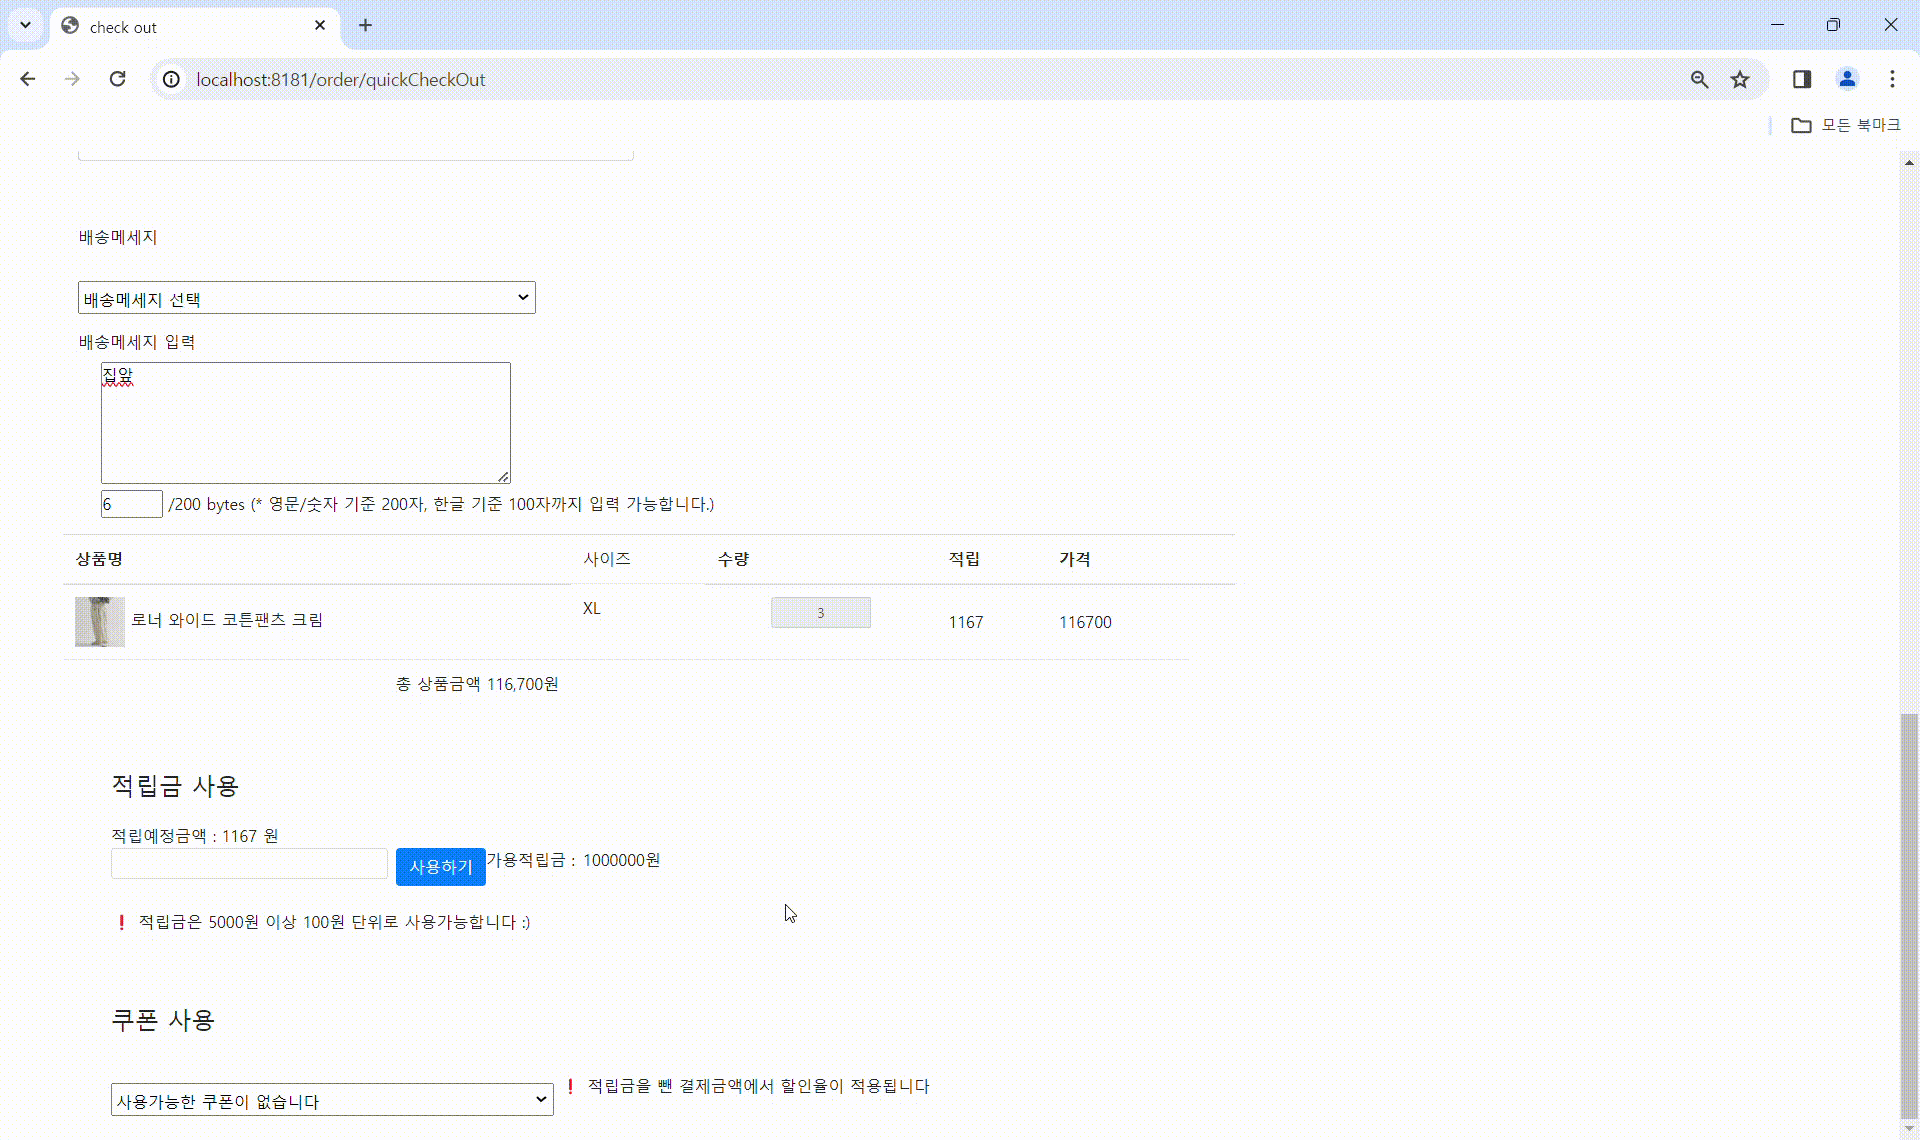 check out
localhost:8181/order/quickCheckOut
모든 북마크
배송메세지
배송메세지 선택
배송메세지 입력
집앞
6 /200 bytes (* 영문/숫자 기준 200자, 한글 기준 100자까지 입력 가능합니다.)
상품명 사이즈 수량 적립 가격
로너 와이드 코튼팬츠 크림 XL 3 1167 116700
총 상품금액 116,700원
적립금 사용
적립예정금액 : 1167 원
사용하기 가용적립금 : 1000000원
❗ 적립금은 5000원 이상 100원 단위로 사용가능합니다 :)
쿠폰 사용
사용가능한 쿠폰이 없습니다 ❗ 적립금을 뺀 결제금액에서 할인율이 적용됩니다